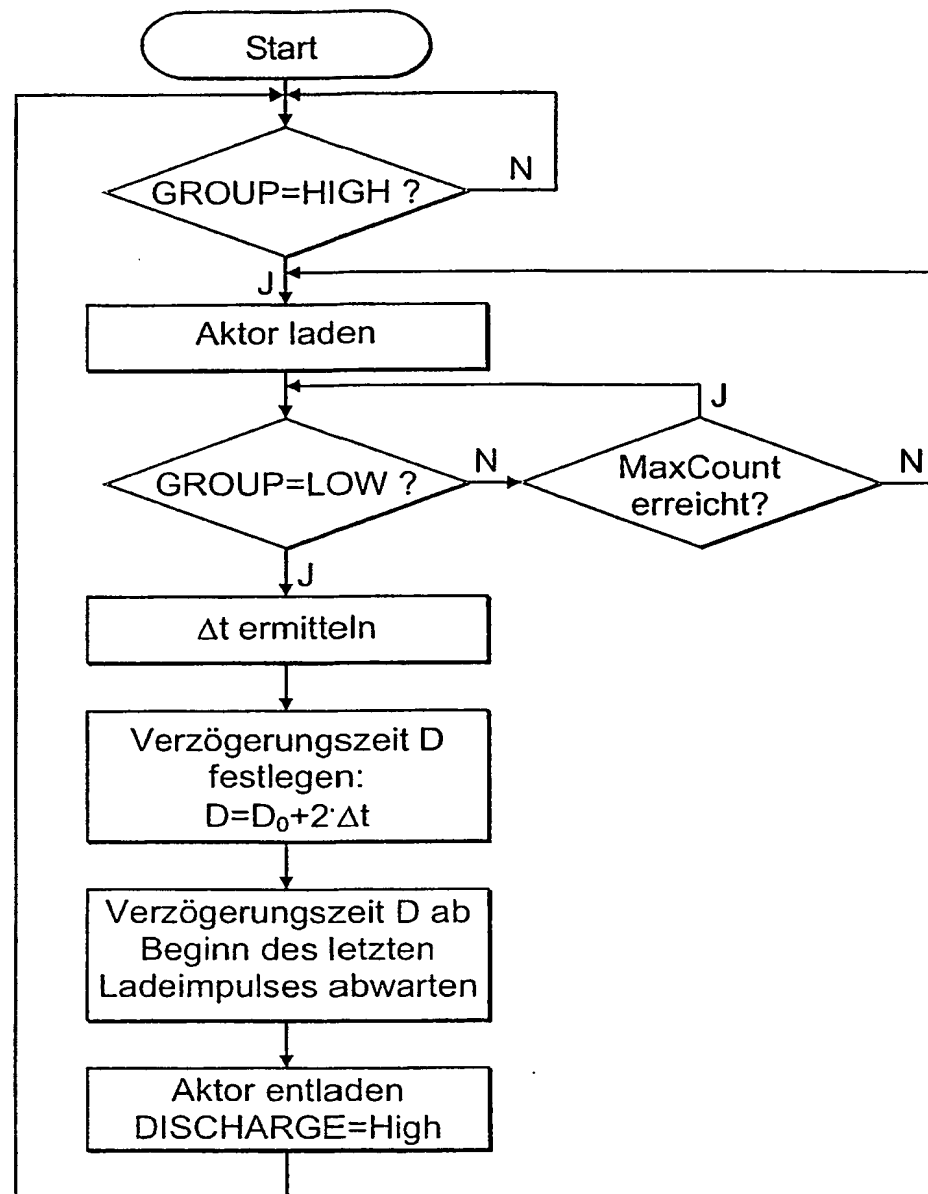 Start
GROUP=HIGH ?
N
J
Aktor laden
J
GROUP=LOW ?
N
MaxCount
erreicht?
N
J
Δt ermitteln
Verzögerungszeit D
festlegen:
D=D₀+2·Δt
Verzögerungszeit D ab
Beginn des letzten
Ladeimpulses abwarten
Aktor entladen
DISCHARGE=High